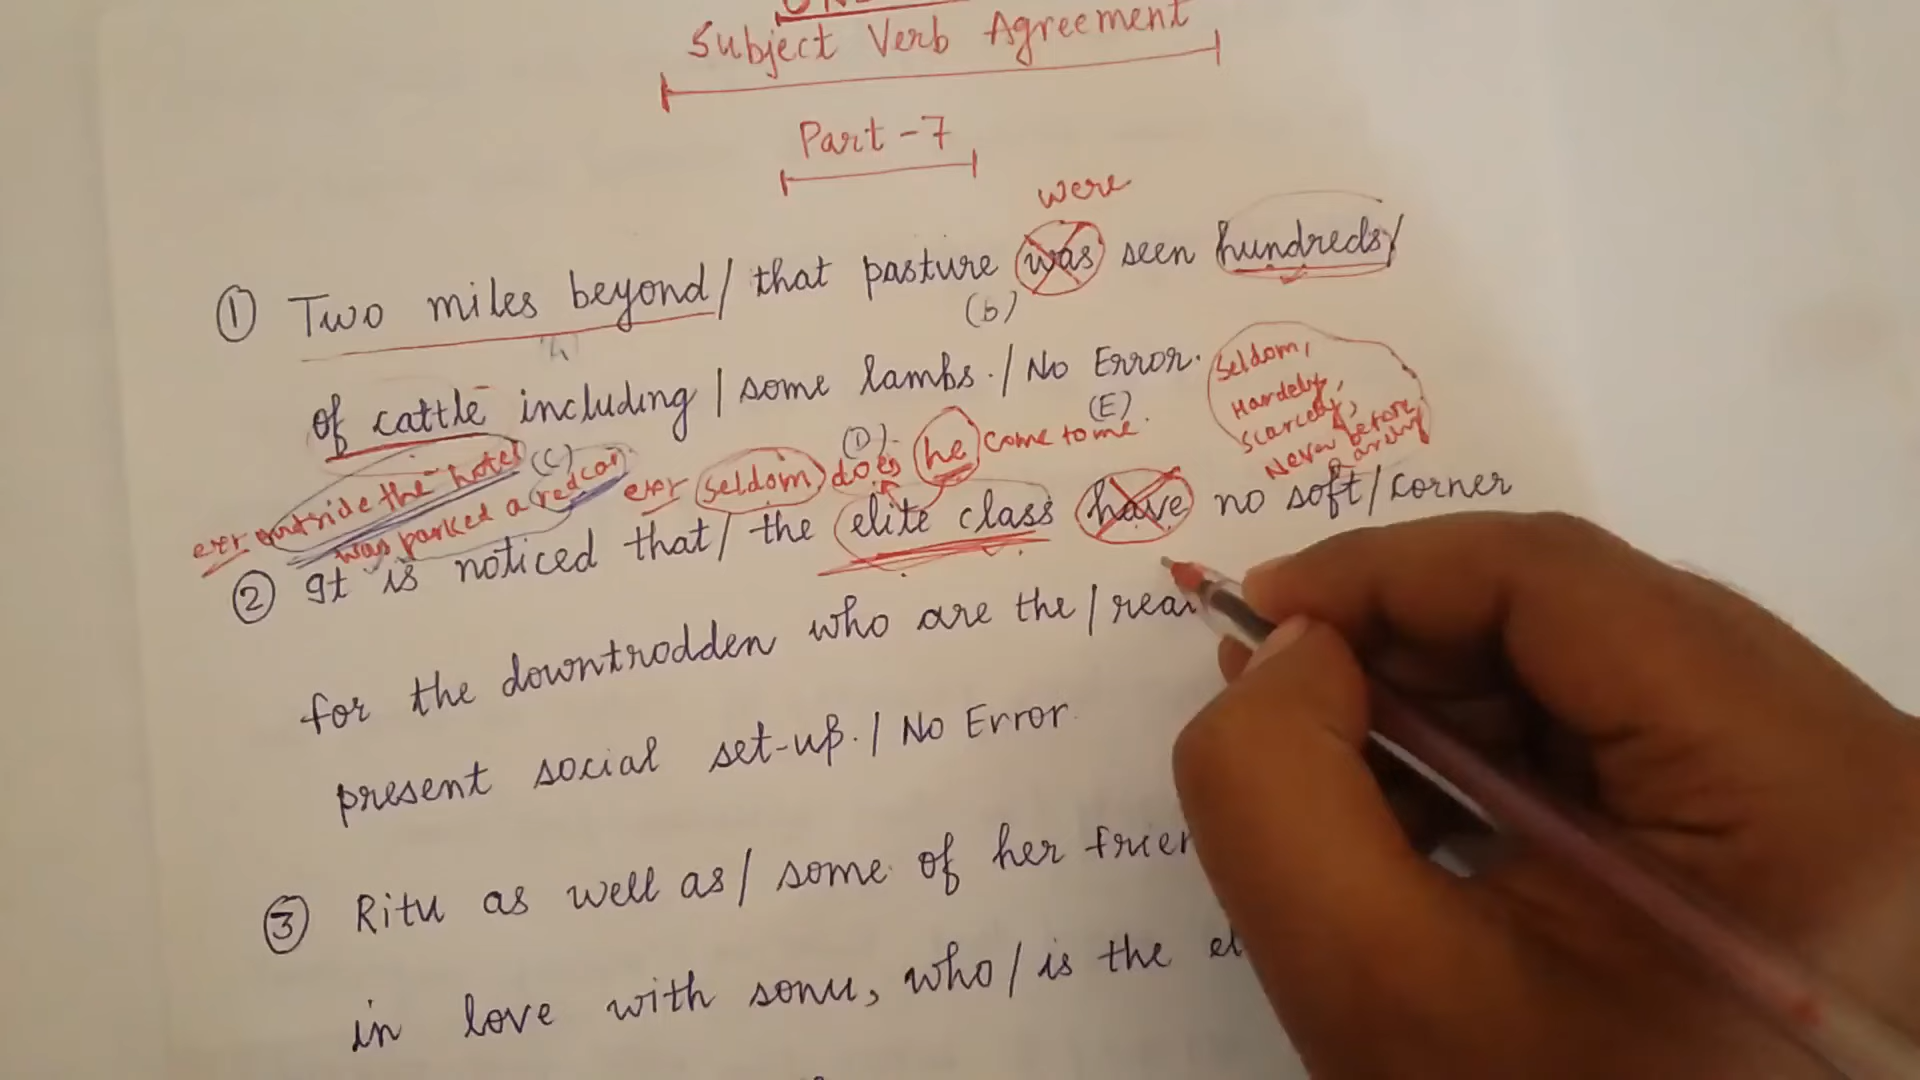 Subject Verb Agreement
Part-7
were
① Two miles beyond/ that pasture was seen hundreds/
(b)
of cattle including / some lambs. / No Error.
(C) (D) (E)
Seldom,
Hardely,
Scarcely,
Never before
exr outside the hotel
was parked a red car
exr seldom does he come to me.
② It is noticed that/ the elite class have no soft/corner
for the downtrodden who are the/
present social set-up. / No Error
③ Ritu as well as/ some of her
in love with sonu, who/ is the